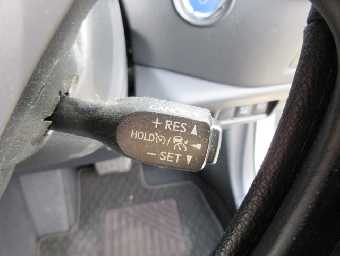 CANCEL
+ RES ▲
HOLD / ◄
− SET ▼